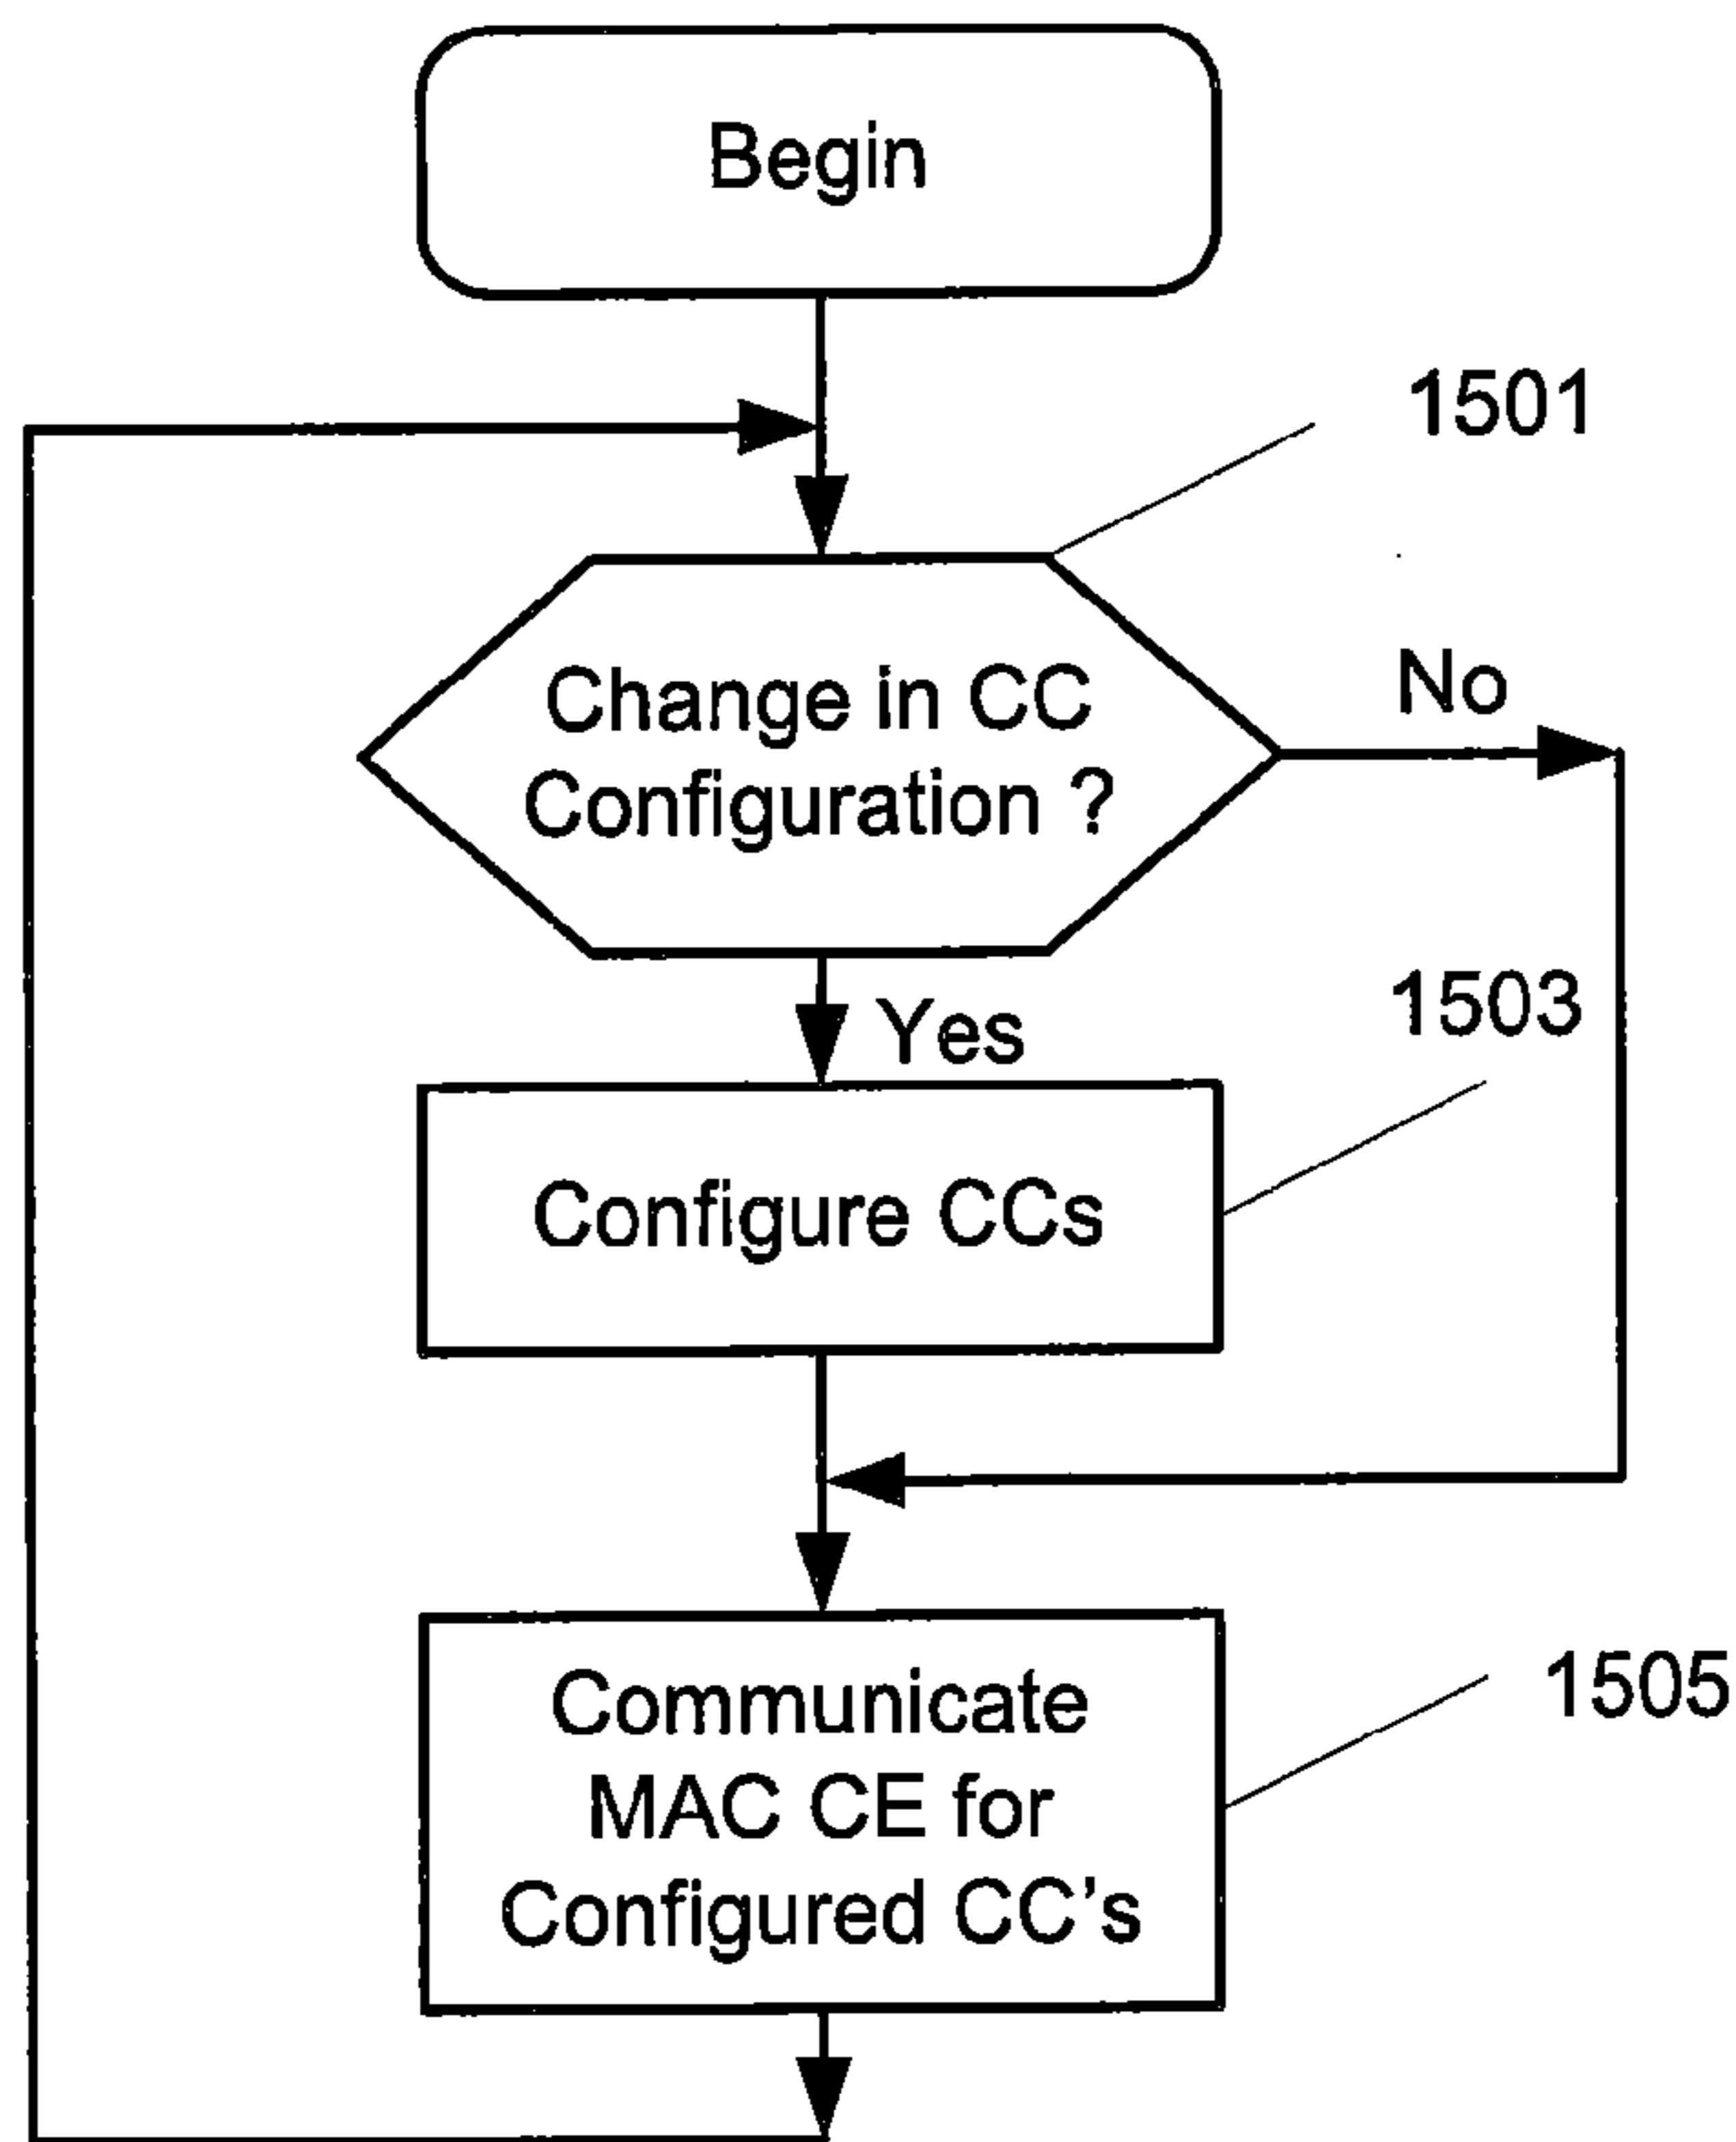 Begin
1501
Change in CC
Configuration ?
No
Yes
1503
Configure CCs
1505
Communicate
MAC CE for
Configured CC's